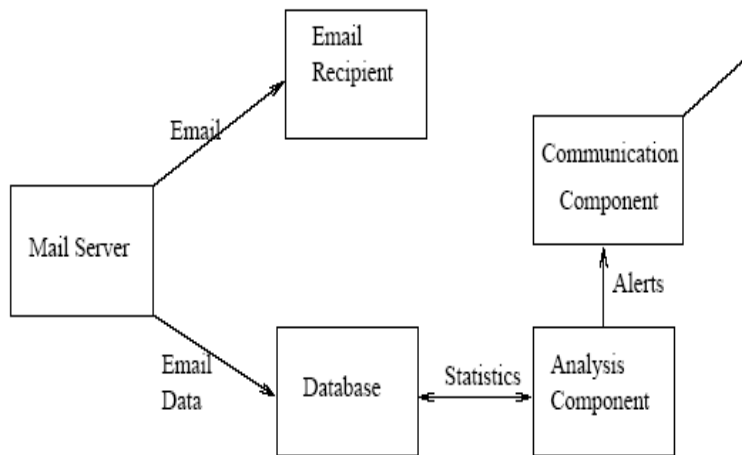 Email
Recipient
Email
Communication
Component
Mail Server
Alerts
Email
Data
Database
Statistics
Analysis
Component